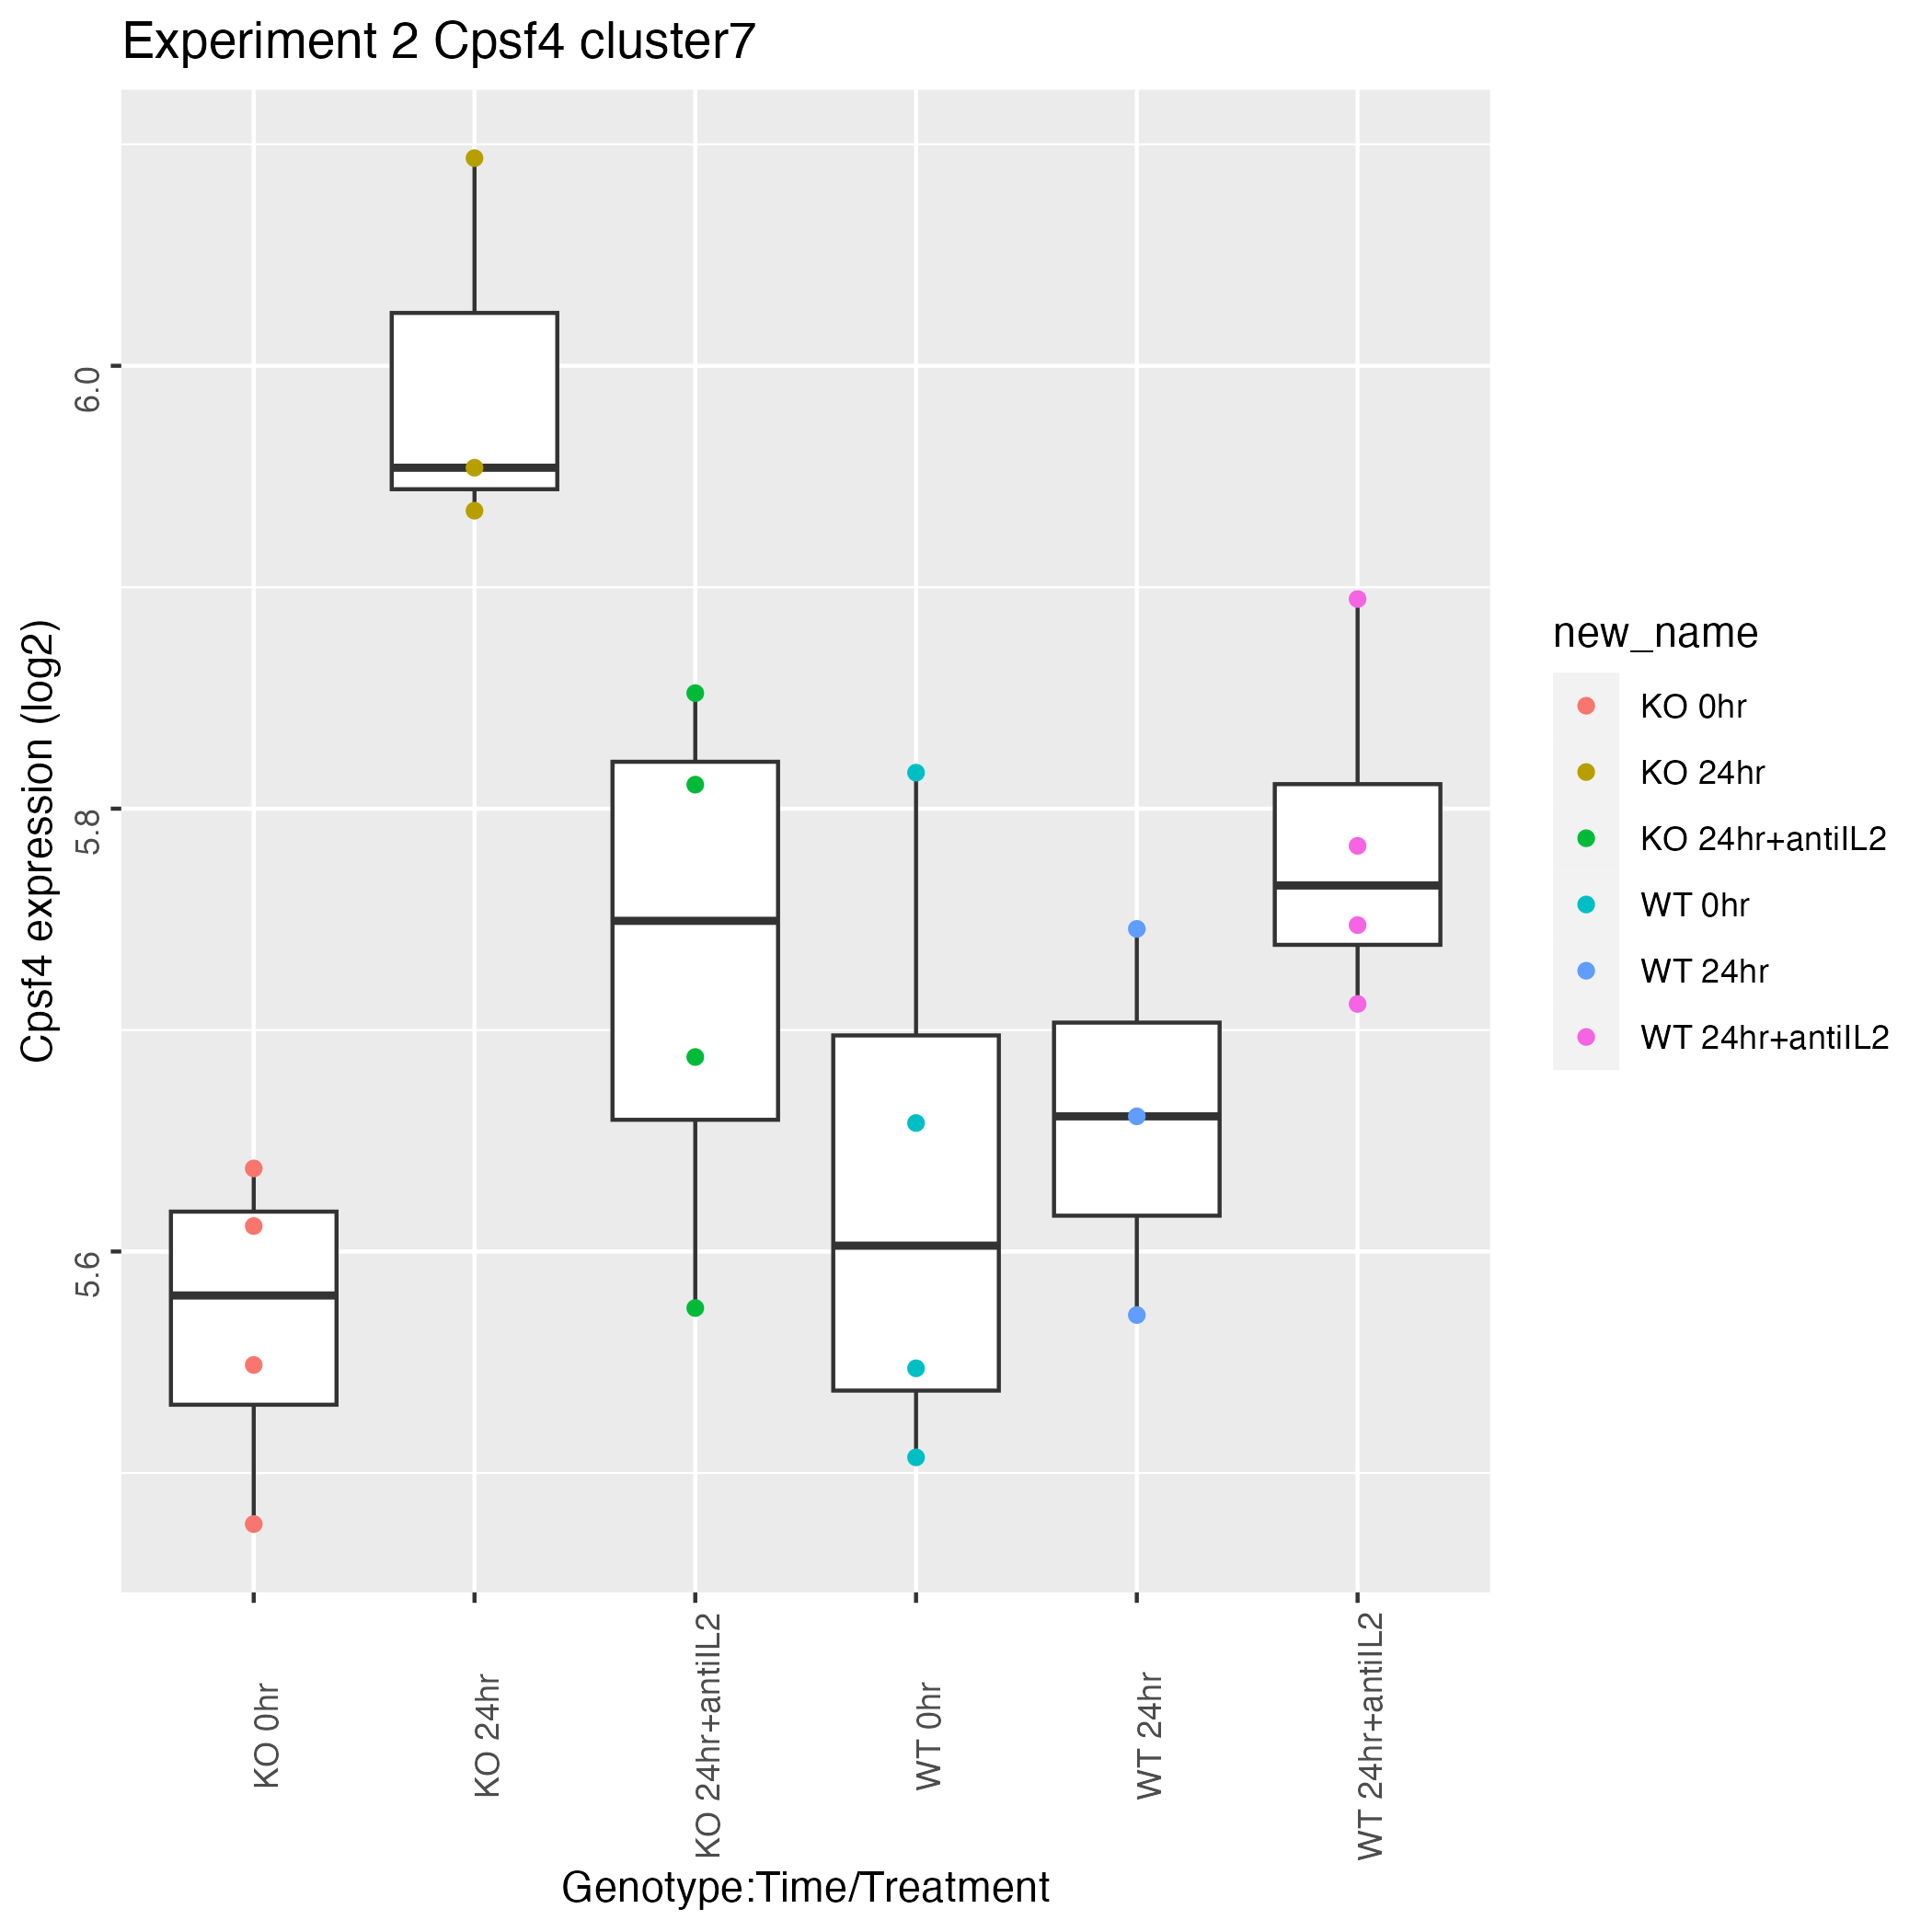 Experiment 2 Cpsf4 cluster7
Cpsf4 expression (log2)
6.0
5.8
5.6
KO 0hr
KO 24hr
KO 24hr+antiIL2
WT 0hr
WT 24hr
WT 24hr+antiIL2
Genotype:Time/Treatment
new_name
KO 0hr
KO 24hr
KO 24hr+antiIL2
WT 0hr
WT 24hr
WT 24hr+antiIL2